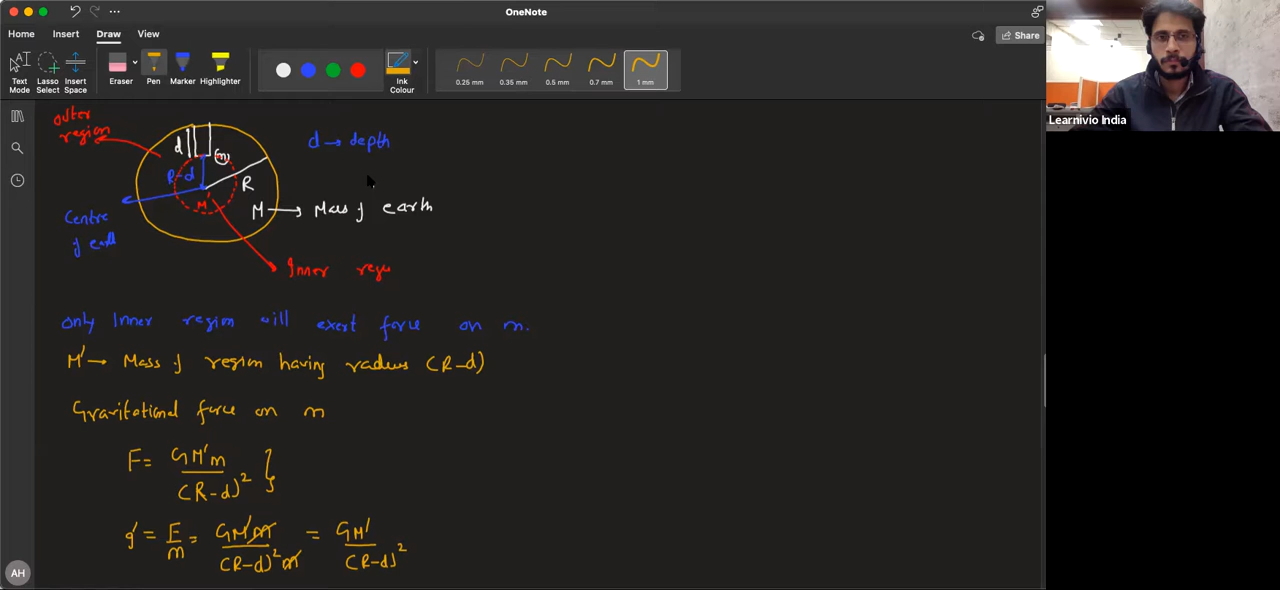 OneNote
Home Insert Draw View
Share
Text Mode
Lasso Select
Insert Space
Eraser
Pen
Marker
Highlighter
Ink Colour
0.25 mm
0.35 mm
0.5 mm
0.7 mm
1 mm
Learnivio India
outer region
d
m
d → depth
R-d
R
M
M → Mass of earth
Centre of earth
Inner
Only Inner region will exert force on m.
M' → Mass of region having radius (R-d)
Gravitational force on m
F = GM'm / (R-d)² }
g' = F/m = GM'm / (R-d)² m = GM' / (R-d)²
AH